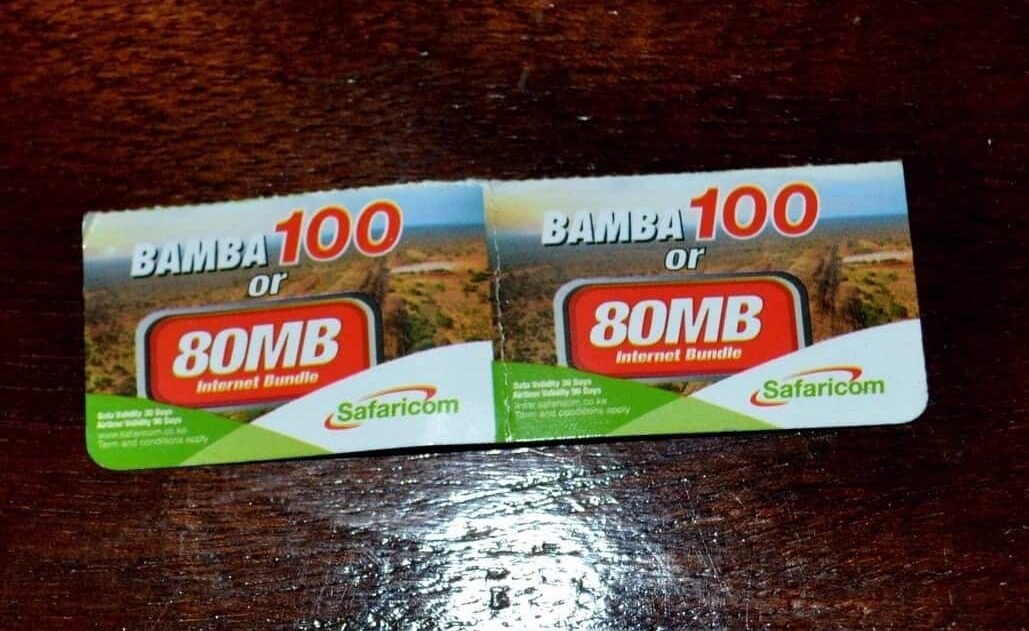 BAMBA 100
or
80MB
Internet Bundle
Data Validity 30 Days
Airtime Validity 90 Days
www.safaricom.co.ke
Term and conditions apply
Safaricom
BAMBA 100
or
80MB
Internet Bundle
Data Validity 30 Days
Airtime Validity 90 Days
www.safaricom.co.ke
Term and conditions apply
Safaricom